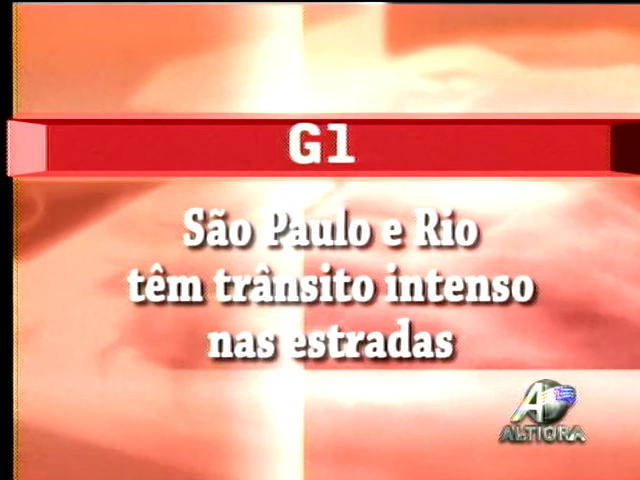 G1
São Paulo e Rio
têm trânsito intenso
nas estradas
ALTIORA